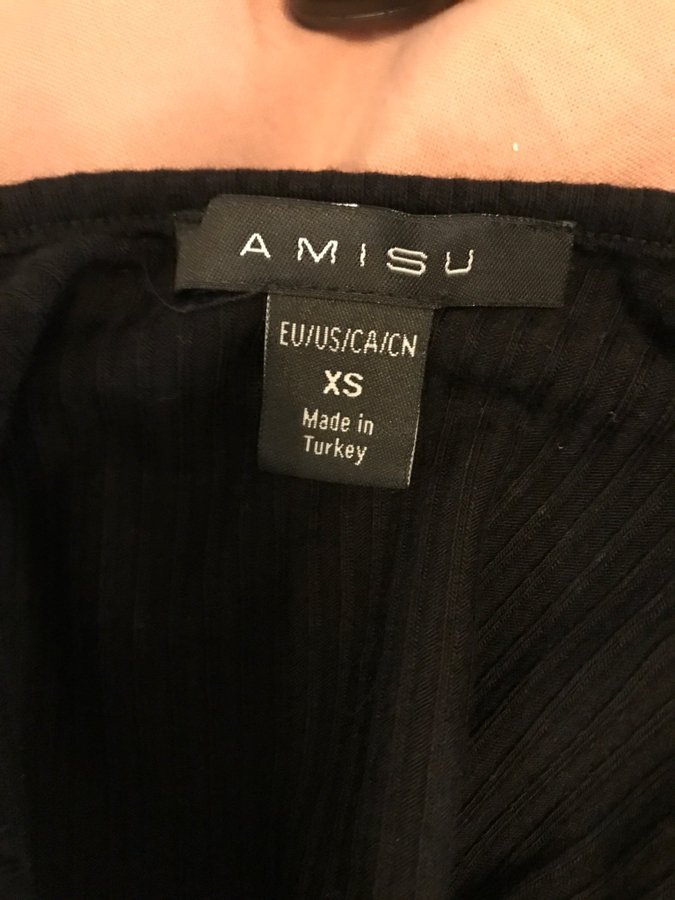 AMISU
EU/US/CA/CN
XS
Made in
Turkey